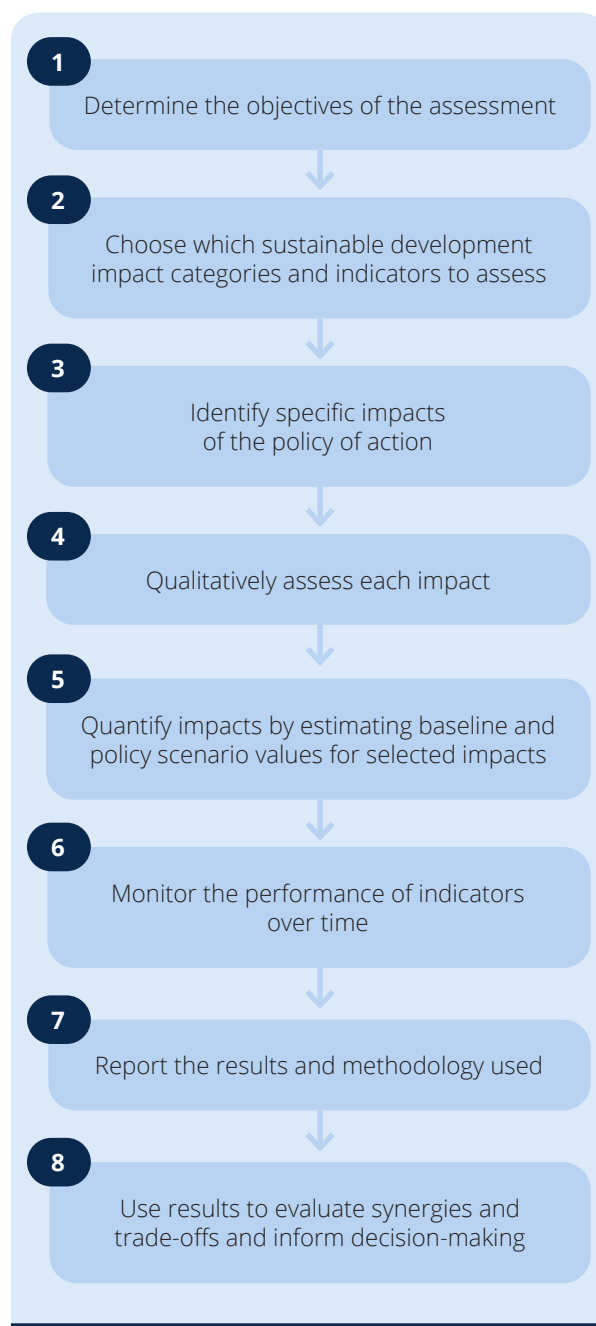 1
Determine the objectives of the assessment
2
Choose which sustainable development
impact categories and indicators to assess
3
Identify specific impacts
of the policy of action
4
Qualitatively assess each impact
5
Quantify impacts by estimating baseline and
policy scenario values for selected impacts
6
Monitor the performance of indicators
over time
7
Report the results and methodology used
8
Use results to evaluate synergies and
trade-offs and inform decision-making